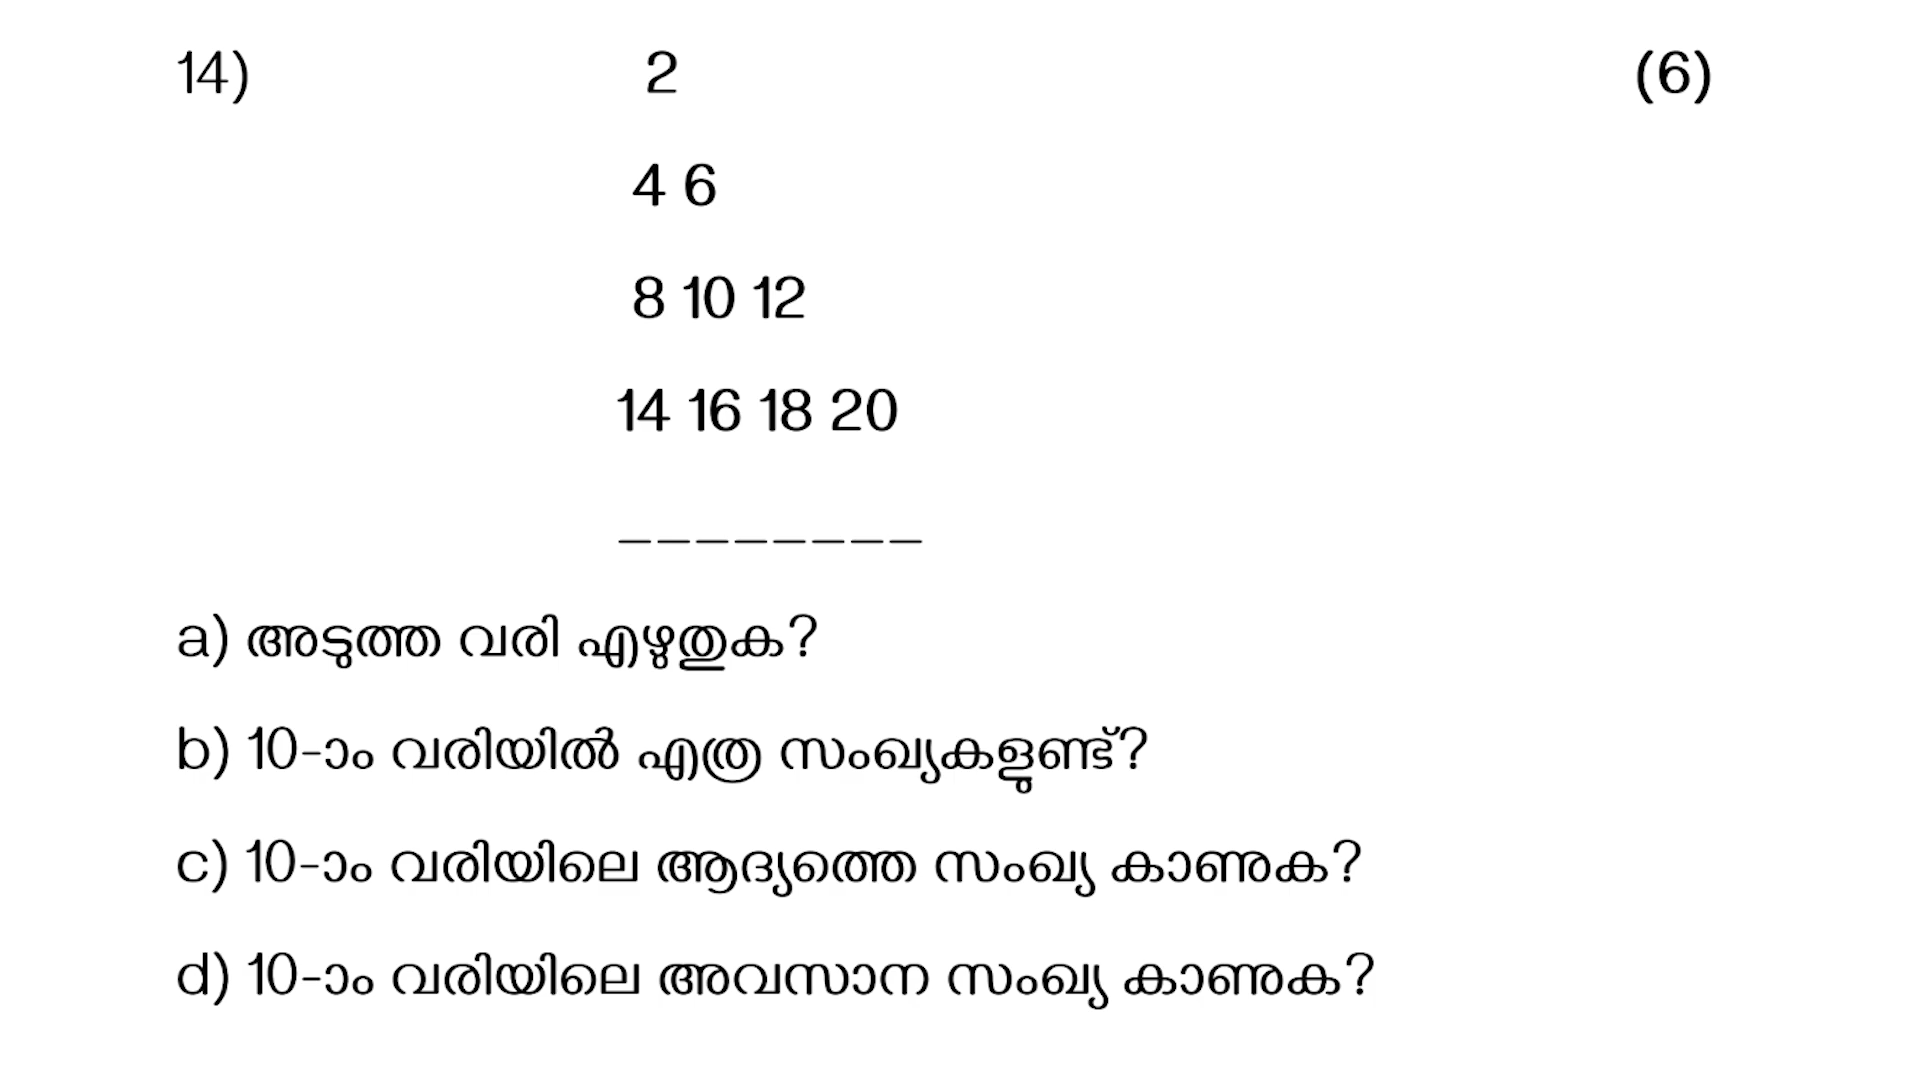 14) 2 (6)
4 6
8 10 12
14 16 18 20
--------
a) അടുത്ത വരി എഴുതുക?
b) 10-ാം വരിയിൽ എത്ര സംഖ്യകളുണ്ട്?
c) 10-ാം വരിയിലെ ആദ്യത്തെ സംഖ്യ കാണുക?
d) 10-ാം വരിയിലെ അവസാന സംഖ്യ കാണുക?